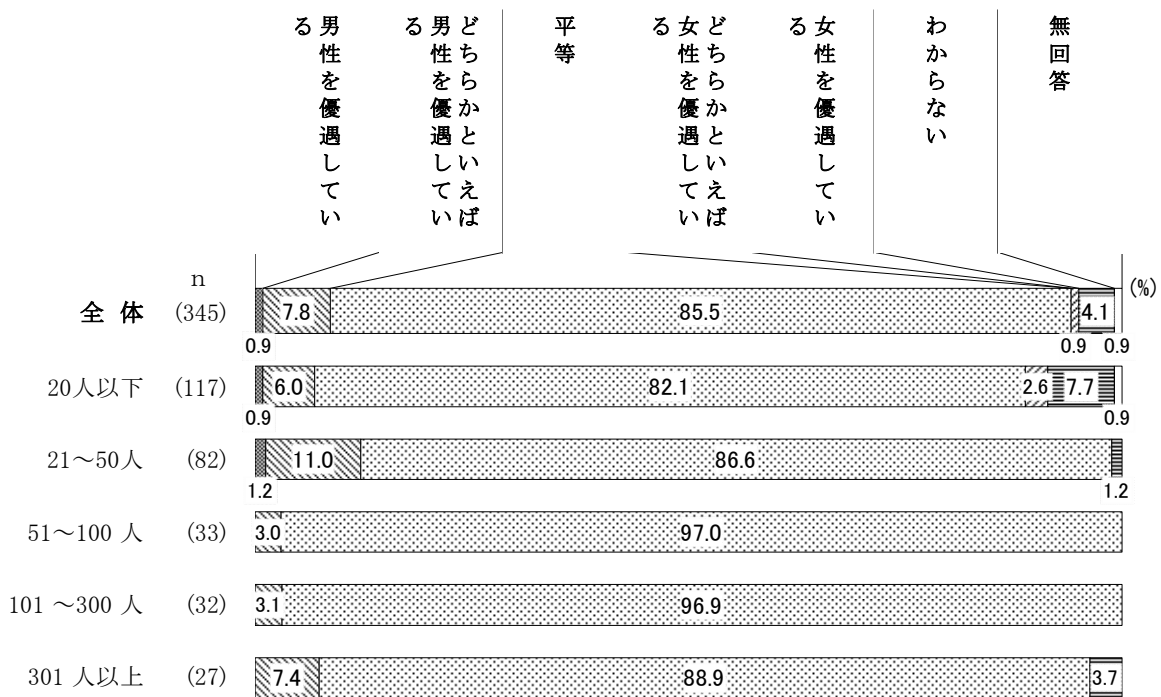 男性を優遇してい
る
どちらかといえば
男性を優遇してい
る
平等
どちらかといえば
女性を優遇してい
る
女性を優遇してい
る
わからない
無回答
n
(%)
全 体 (345) 7.8 85.5 4.1
0.9 0.9 0.9
20人以下 (117) 6.0 82.1 2.6 7.7
0.9 0.9
21～50人 (82) 11.0 86.6
1.2 1.2
51～100 人 (33) 3.0 97.0
101 ～300 人 (32) 3.1 96.9
301 人以上 (27) 7.4 88.9 3.7